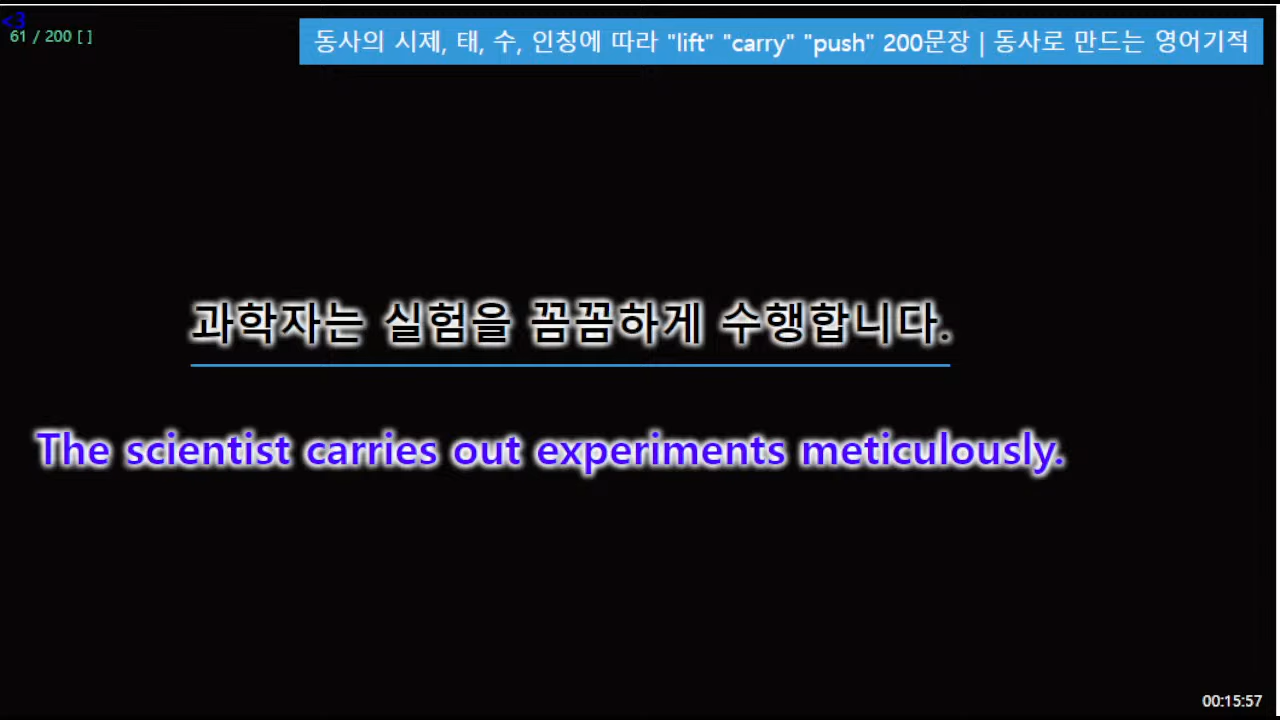 <3
61 / 200 [ ]
동사의 시제, 태, 수, 인칭에 따라 "lift" "carry" "push" 200문장 | 동사로 만드는 영어기적
과학자는 실험을 꼼꼼하게 수행합니다.
The scientist carries out experiments meticulously.
00:15:57